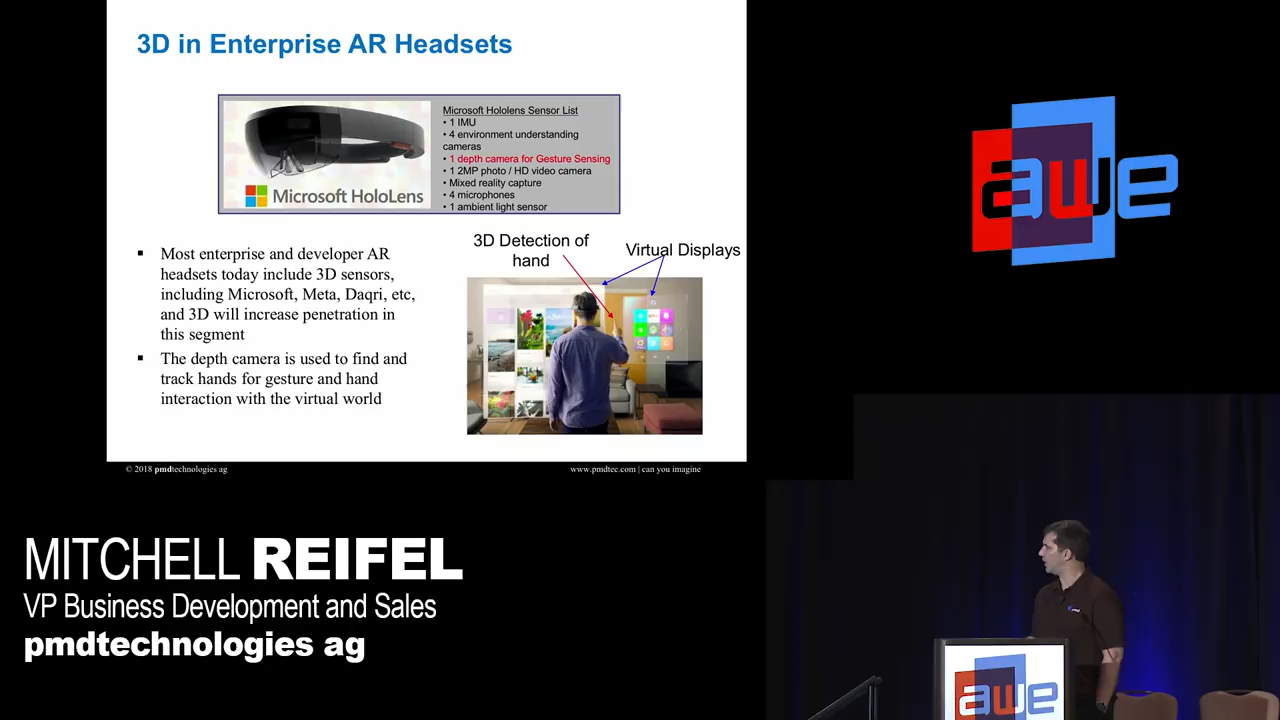 3D in Enterprise AR Headsets
Microsoft HoloLens
Microsoft Hololens Sensor List
• 1 IMU
• 4 environment understanding
cameras
• 1 depth camera for Gesture Sensing
• 1 2MP photo / HD video camera
• Mixed reality capture
• 4 microphones
• 1 ambient light sensor
▪ Most enterprise and developer AR
headsets today include 3D sensors,
including Microsoft, Meta, Daqri, etc,
and 3D will increase penetration in
this segment
▪ The depth camera is used to find and
track hands for gesture and hand
interaction with the virtual world
3D Detection of
hand
Virtual Displays
© 2018 pmdtechnologies ag
www.pmdtec.com | can you imagine
awe
MITCHELL REIFEL
VP Business Development and Sales
pmdtechnologies ag
awe